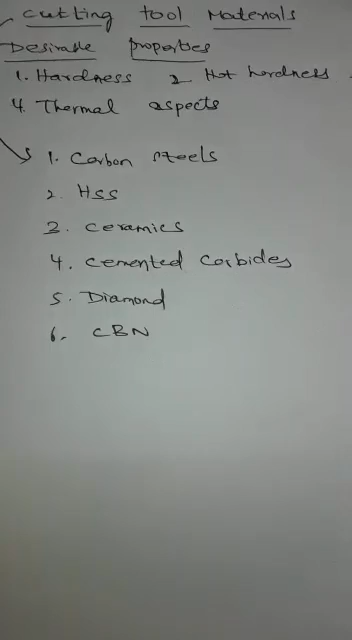 Cutting tool Materials
Desirable properties
1. Hardness 2. Hot hardness
4. Thermal aspects
1. Carbon steels
2. HSS
3. Ceramics
4. Cemented Carbides
5. Diamond
6. CBN